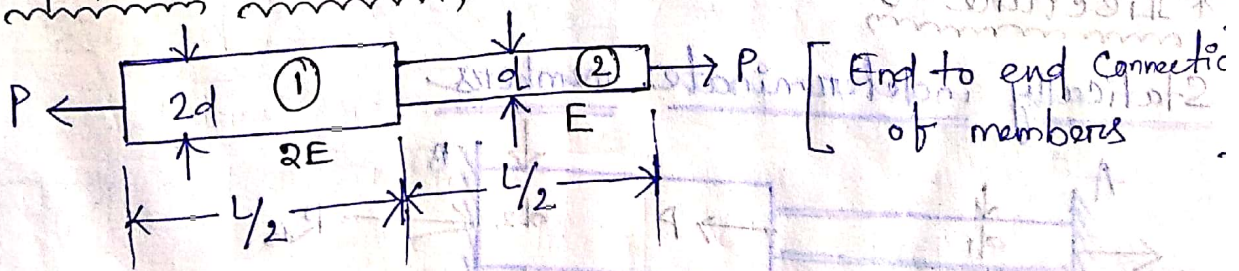 P 2d ① d ② P [ End to end Connectio
2E E of members
L/2 L/2